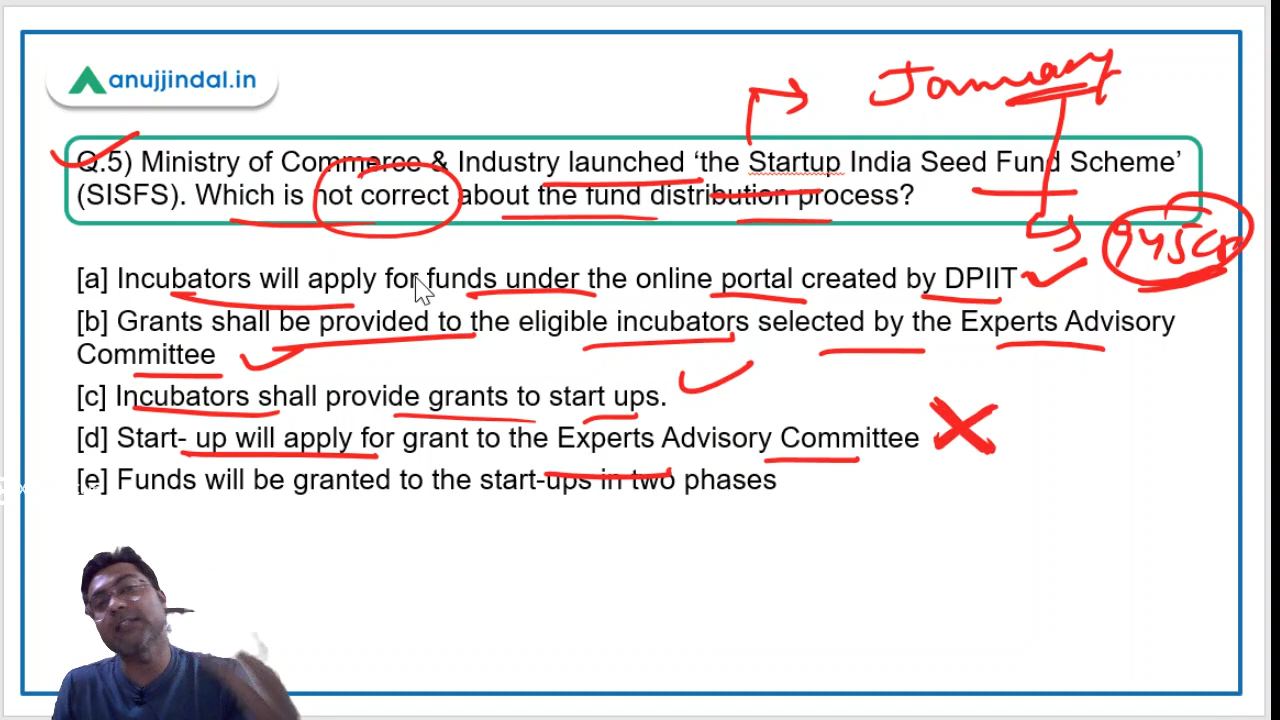 anujjindal.in
January
Q.5) Ministry of Commerce & Industry launched ‘the Startup India Seed Fund Scheme’
(SISFS). Which is not correct about the fund distribution process?
945 Cr
[a] Incubators will apply for funds under the online portal created by DPIIT
[b] Grants shall be provided to the eligible incubators selected by the Experts Advisory
Committee
[c] Incubators shall provide grants to start ups.
[d] Start- up will apply for grant to the Experts Advisory Committee
[e] Funds will be granted to the start-ups in two phases